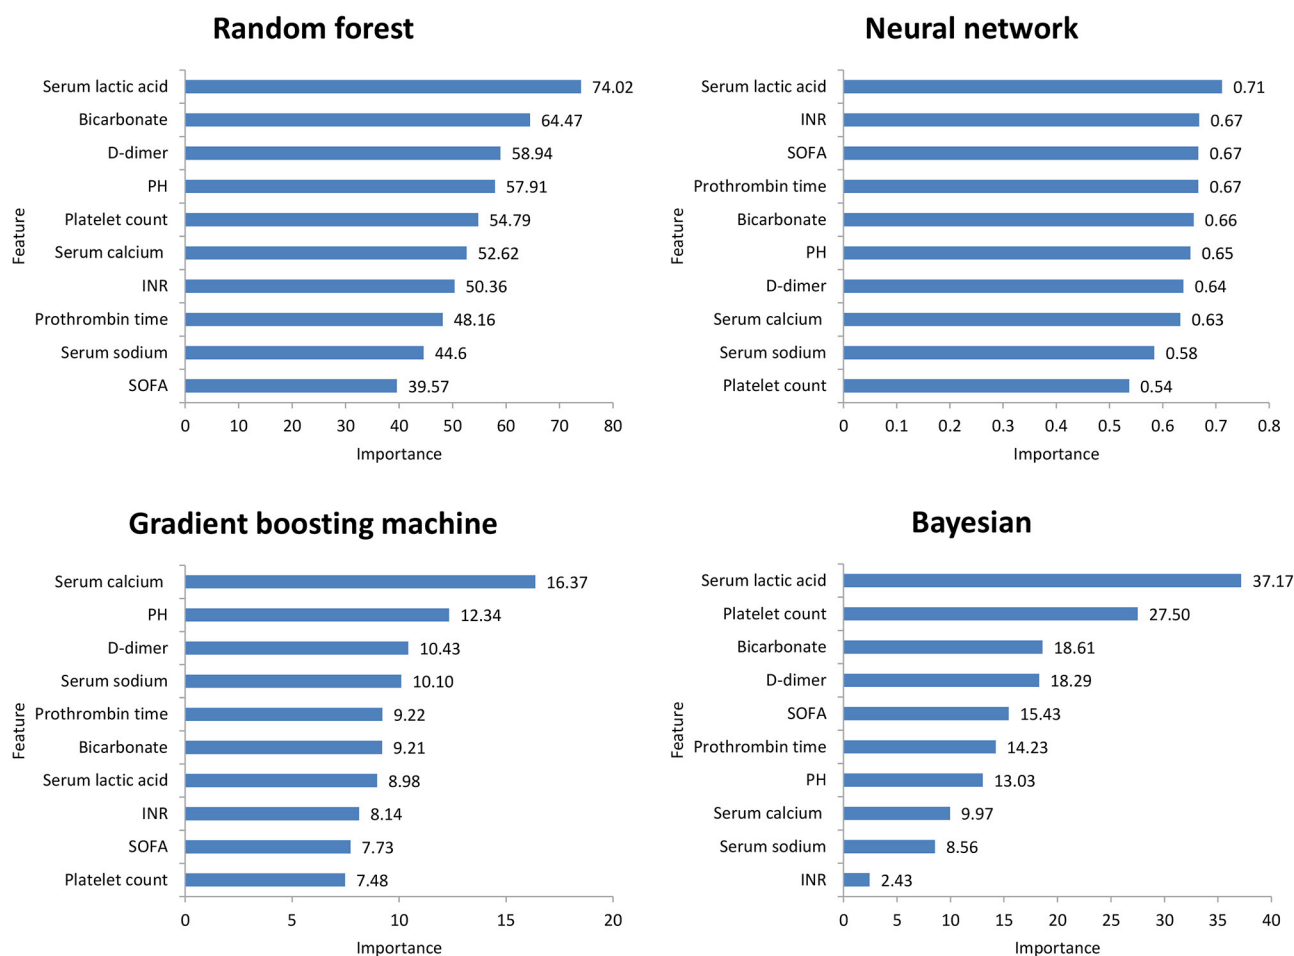 Random forest
Feature
Serum lactic acid 74.02
Bicarbonate 64.47
D-dimer 58.94
PH 57.91
Platelet count 54.79
Serum calcium 52.62
INR 50.36
Prothrombin time 48.16
Serum sodium 44.6
SOFA 39.57
0 10 20 30 40 50 60 70 80
Importance
Neural network
Feature
Serum lactic acid 0.71
INR 0.67
SOFA 0.67
Prothrombin time 0.67
Bicarbonate 0.66
PH 0.65
D-dimer 0.64
Serum calcium 0.63
Serum sodium 0.58
Platelet count 0.54
0 0.1 0.2 0.3 0.4 0.5 0.6 0.7 0.8
Importance
Gradient boosting machine
Feature
Serum calcium 16.37
PH 12.34
D-dimer 10.43
Serum sodium 10.10
Prothrombin time 9.22
Bicarbonate 9.21
Serum lactic acid 8.98
INR 8.14
SOFA 7.73
Platelet count 7.48
0 5 10 15 20
Importance
Bayesian
Feature
Serum lactic acid 37.17
Platelet count 27.50
Bicarbonate 18.61
D-dimer 18.29
SOFA 15.43
Prothrombin time 14.23
PH 13.03
Serum calcium 9.97
Serum sodium 8.56
INR 2.43
0 5 10 15 20 25 30 35 40
Importance